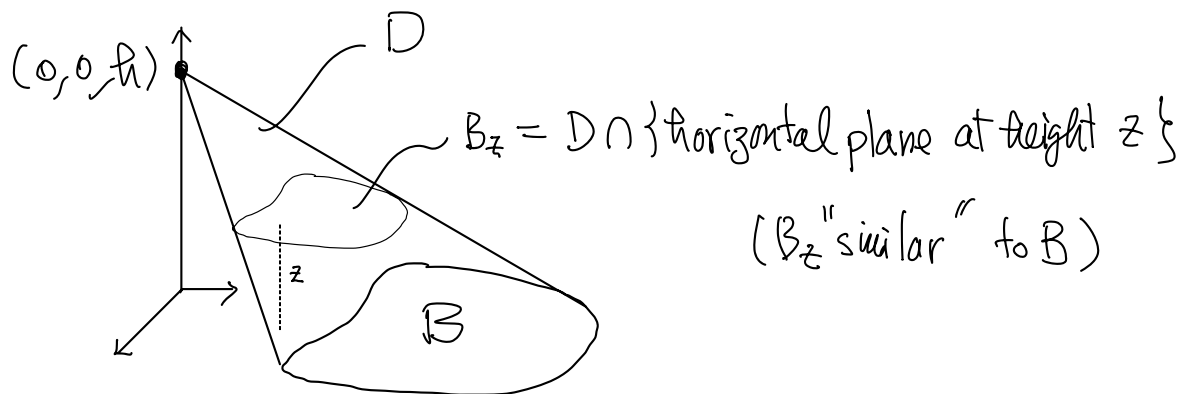 D
(0,0,h)
B_z = D∩{horizontal plane at height z}
(B_z "similar" to B)
z
B